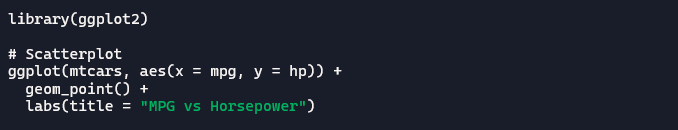 library(ggplot2)

# Scatterplot
ggplot(mtcars, aes(x = mpg, y = hp)) +
  geom_point() +
  labs(title = "MPG vs Horsepower")